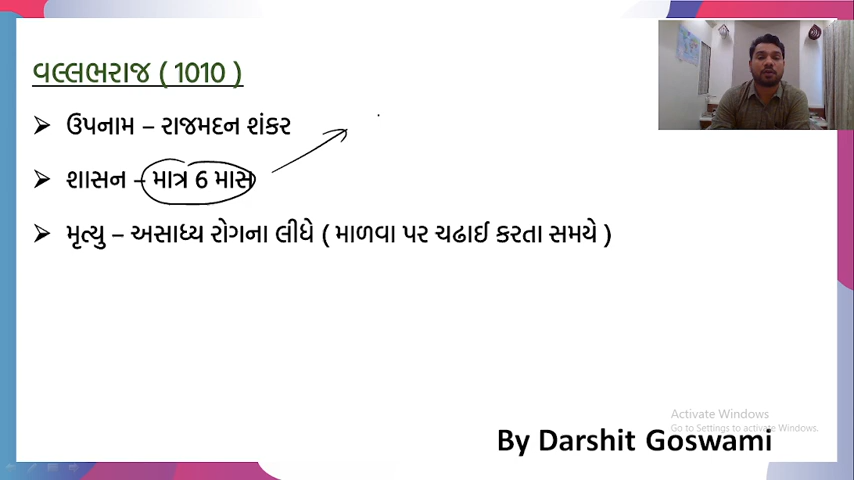 વલ્લભરાજ ( 1010 )
➤ ઉપનામ – રાજમદન શંકર
➤ શાસન – માત્ર 6 માસ
➤ મૃત્યુ – અસાધ્ય રોગના લીધે ( માળવા પર ચઢાઈ કરતા સમયે )
Activate Windows
Go to Settings to activate Windows.
By Darshit Goswami